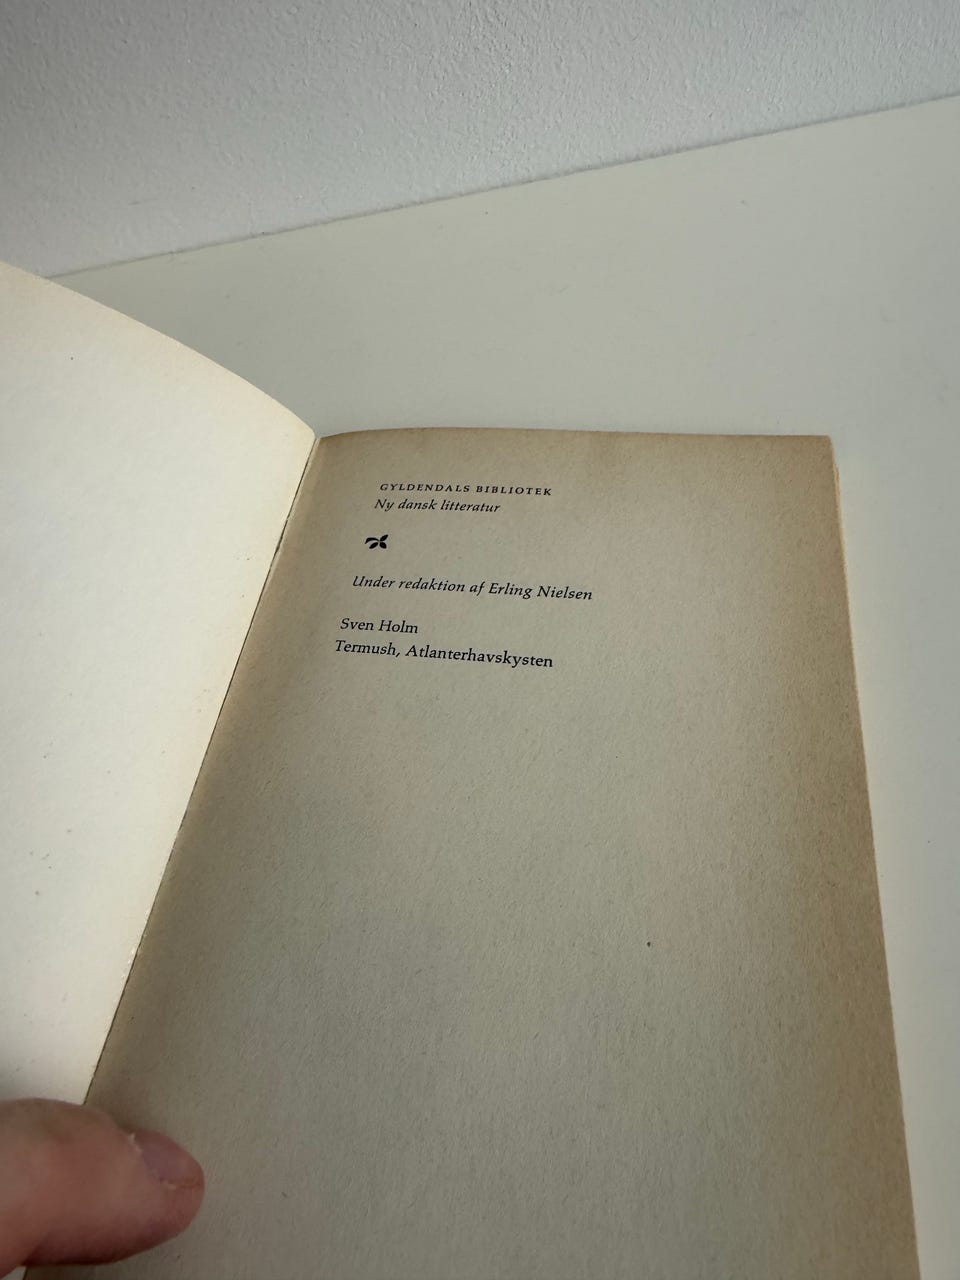 GYLDENDALS BIBLIOTEK
Ny dansk litteratur
Under redaktion af Erling Nielsen
Sven Holm
Termush, Atlanterhavskysten